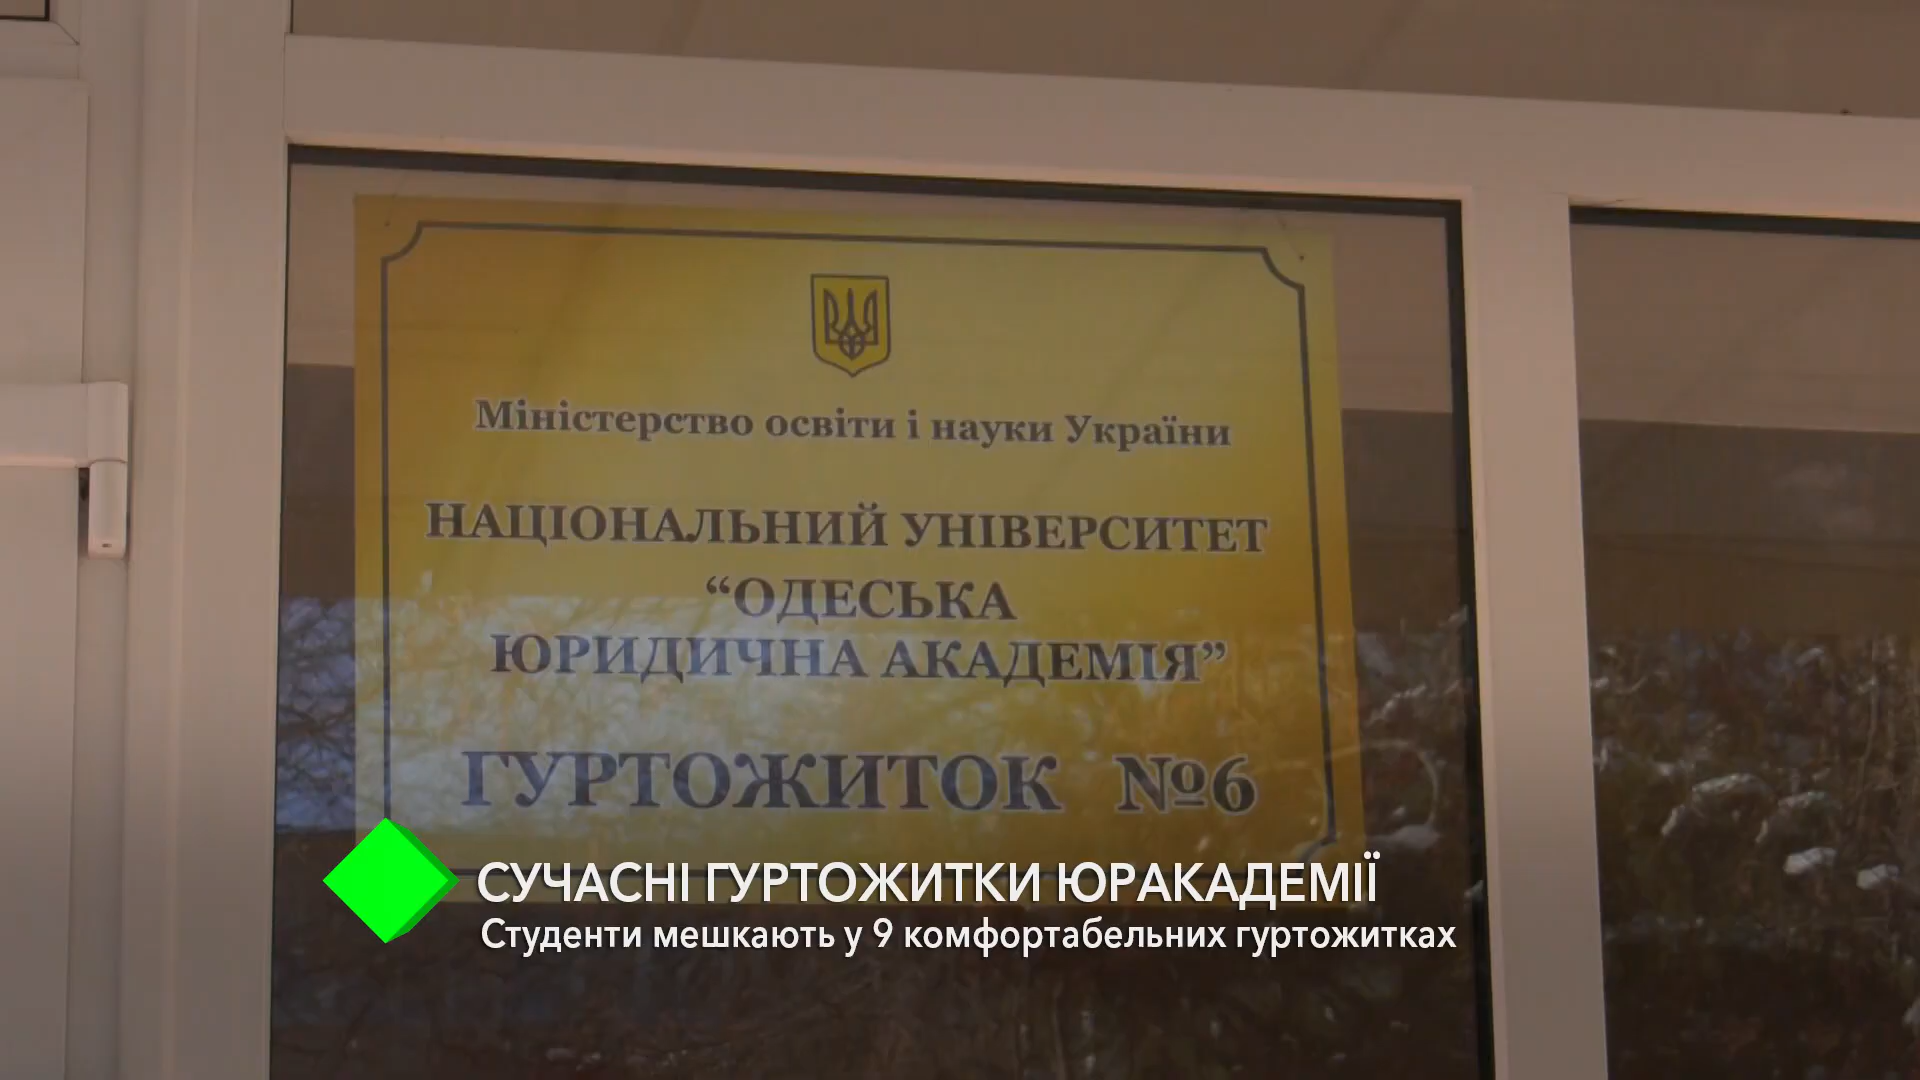 Міністерство освіти і науки України
НАЦІОНАЛЬНИЙ УНІВЕРСИТЕТ
“ОДЕСЬКА
ЮРИДИЧНА АКАДЕМІЯ”
ГУРТОЖИТОК №6
СУЧАСНІ ГУРТОЖИТКИ ЮРАКАДЕМІЇ
Студенти мешкають у 9 комфортабельних гуртожитках